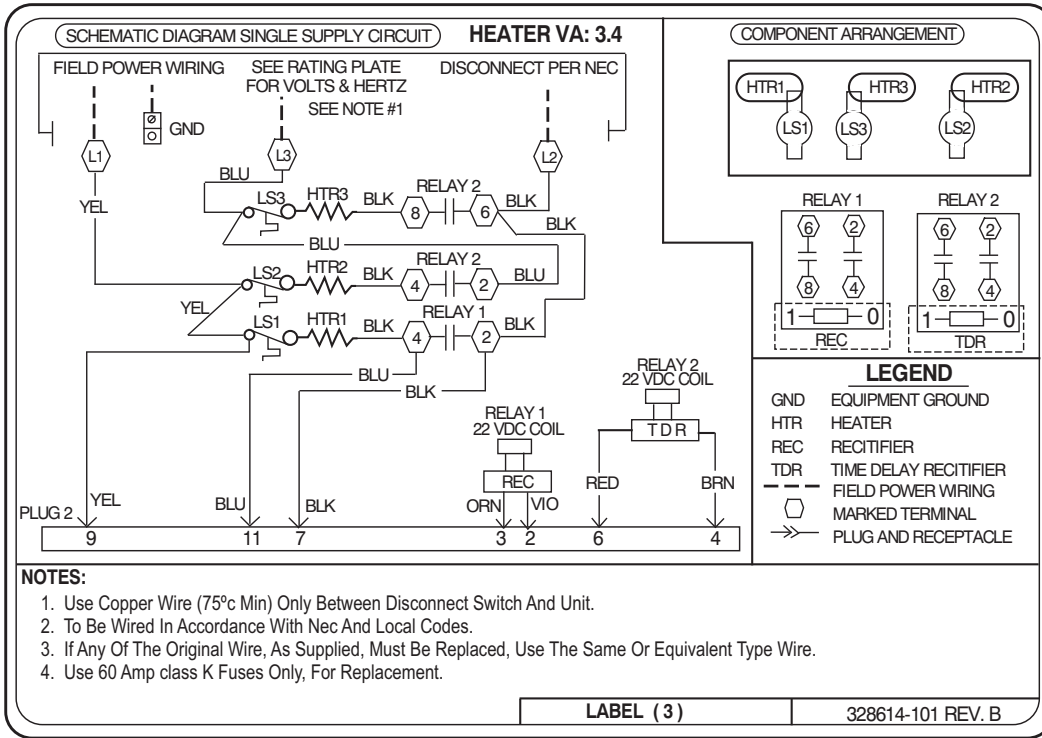 SCHEMATIC DIAGRAM SINGLE SUPPLY CIRCUIT
HEATER VA: 3.4
FIELD POWER WIRING
SEE RATING PLATE
FOR VOLTS & HERTZ
SEE NOTE #1
DISCONNECT PER NEC
GND
L1
L3
L2
BLU
YEL
LS3
HTR3
BLK
8
RELAY 2
6
BLK
BLK
BLU
LS2
HTR2
BLK
4
RELAY 2
2
BLU
YEL
LS1
HTR1
BLK
4
RELAY 1
2
BLK
BLU
BLK
RELAY 1
22 VDC COIL
REC
ORN
VIO
RELAY 2
22 VDC COIL
TDR
RED
BRN
YEL
BLU
BLK
PLUG 2
9 11 7 3 2 6 4
COMPONENT ARRANGEMENT
HTR1 HTR3 HTR2
LS1 LS3 LS2
RELAY 1
6 2
8 4
1 0
REC
RELAY 2
6 2
8 4
1 0
TDR
LEGEND
GND EQUIPMENT GROUND
HTR HEATER
REC RECITIFIER
TDR TIME DELAY RECITIFIER
FIELD POWER WIRING
MARKED TERMINAL
PLUG AND RECEPTACLE
NOTES:
1. Use Copper Wire (75ºc Min) Only Between Disconnect Switch And Unit.
2. To Be Wired In Accordance With Nec And Local Codes.
3. If Any Of The Original Wire, As Supplied, Must Be Replaced, Use The Same Or Equivalent Type Wire.
4. Use 60 Amp class K Fuses Only, For Replacement.
LABEL ( 3 )
328614-101 REV. B